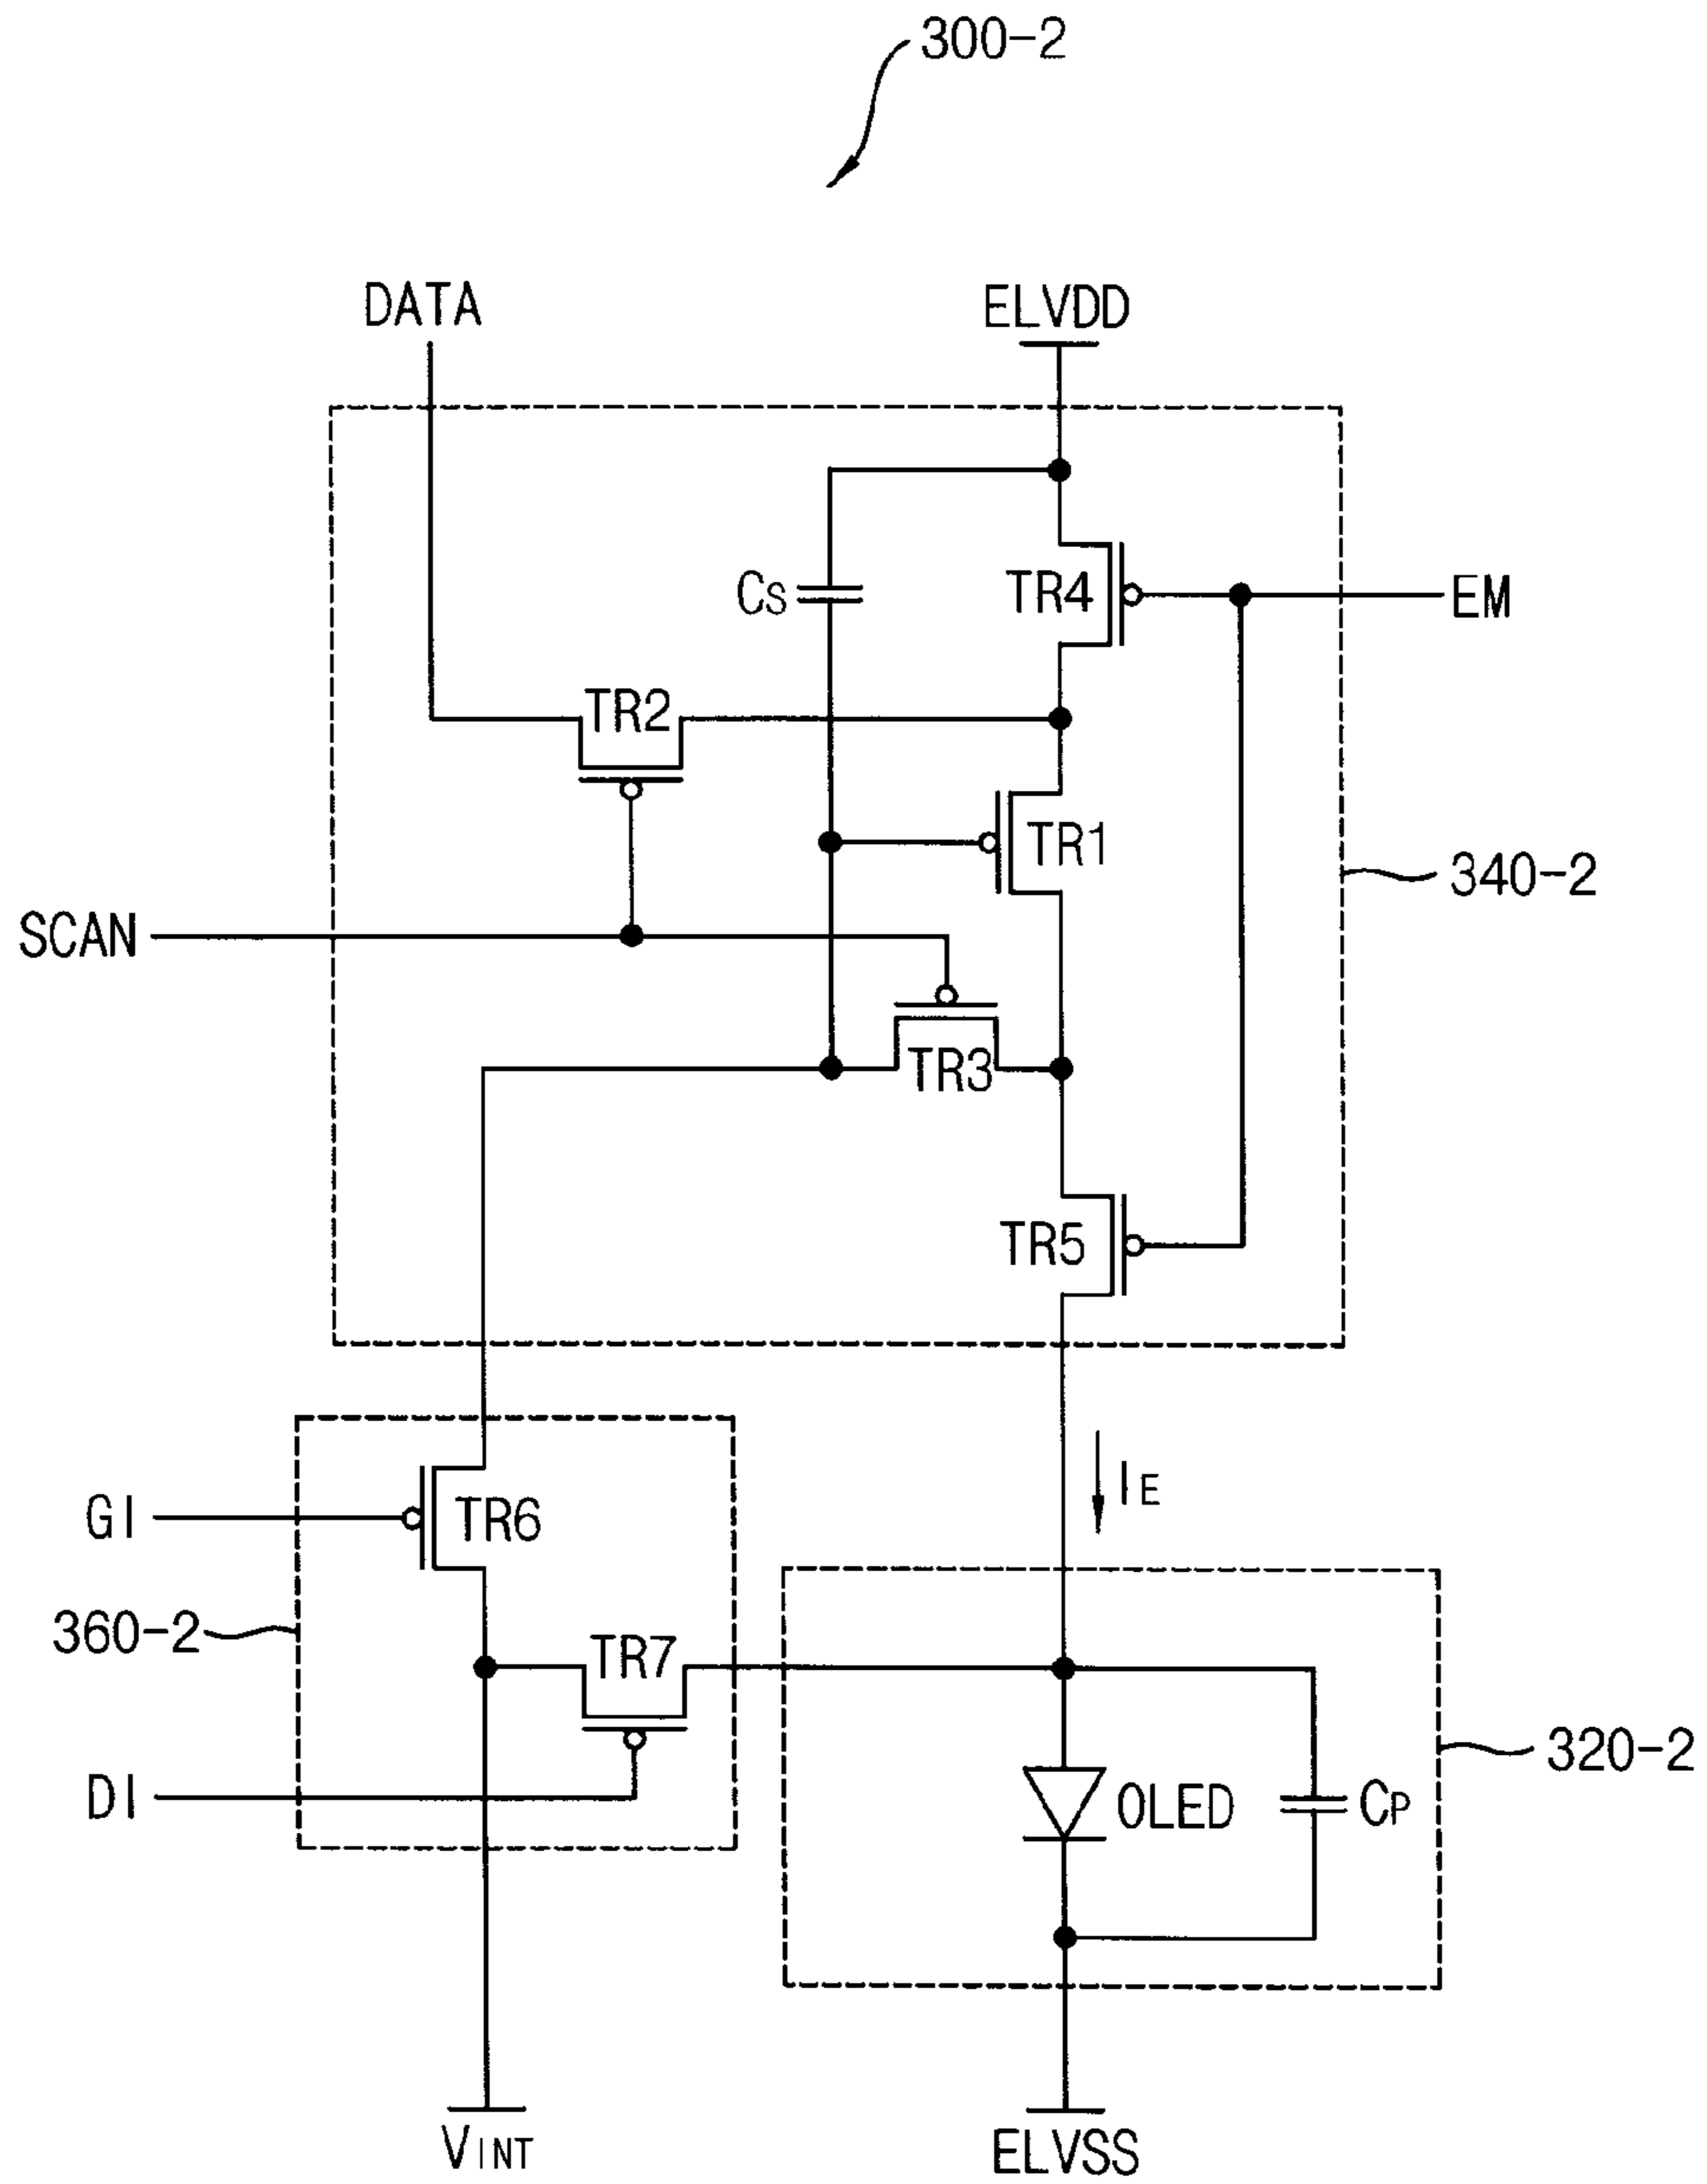 300-2
DATA
ELVDD
CS
TR4
EM
TR2
TR1
340-2
SCAN
TR3
TR5
IE
GI
TR6
360-2
TR7
320-2
DI
OLED
CP
VINT
ELVSS